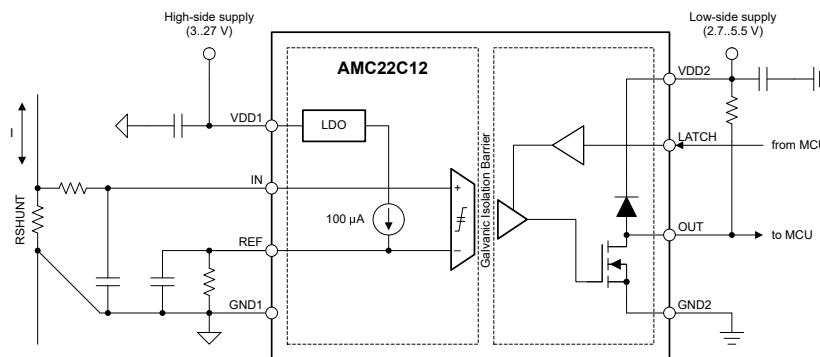 High-side supply
(3..27 V)
Low-side supply
(2.7..5.5 V)
AMC22C12
VDD1
LDO
VDD2
LATCH
from MCU
I
IN
+
100 µA
Galvanic Isolation Barrier
RSHUNT
REF
–
OUT
to MCU
GND1
GND2